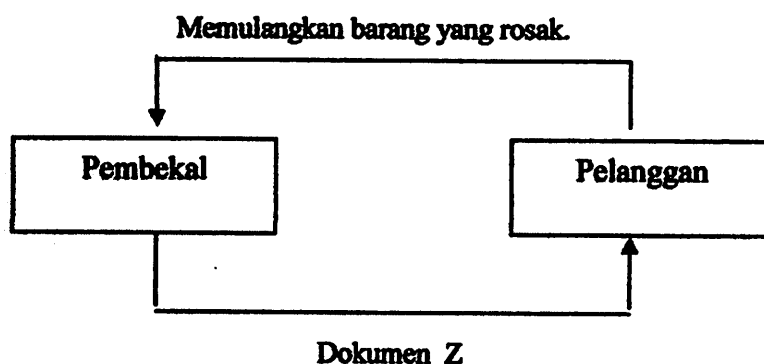 Memulangkan barang yang rosak.
Pembekal
Pelanggan
Dokumen Z